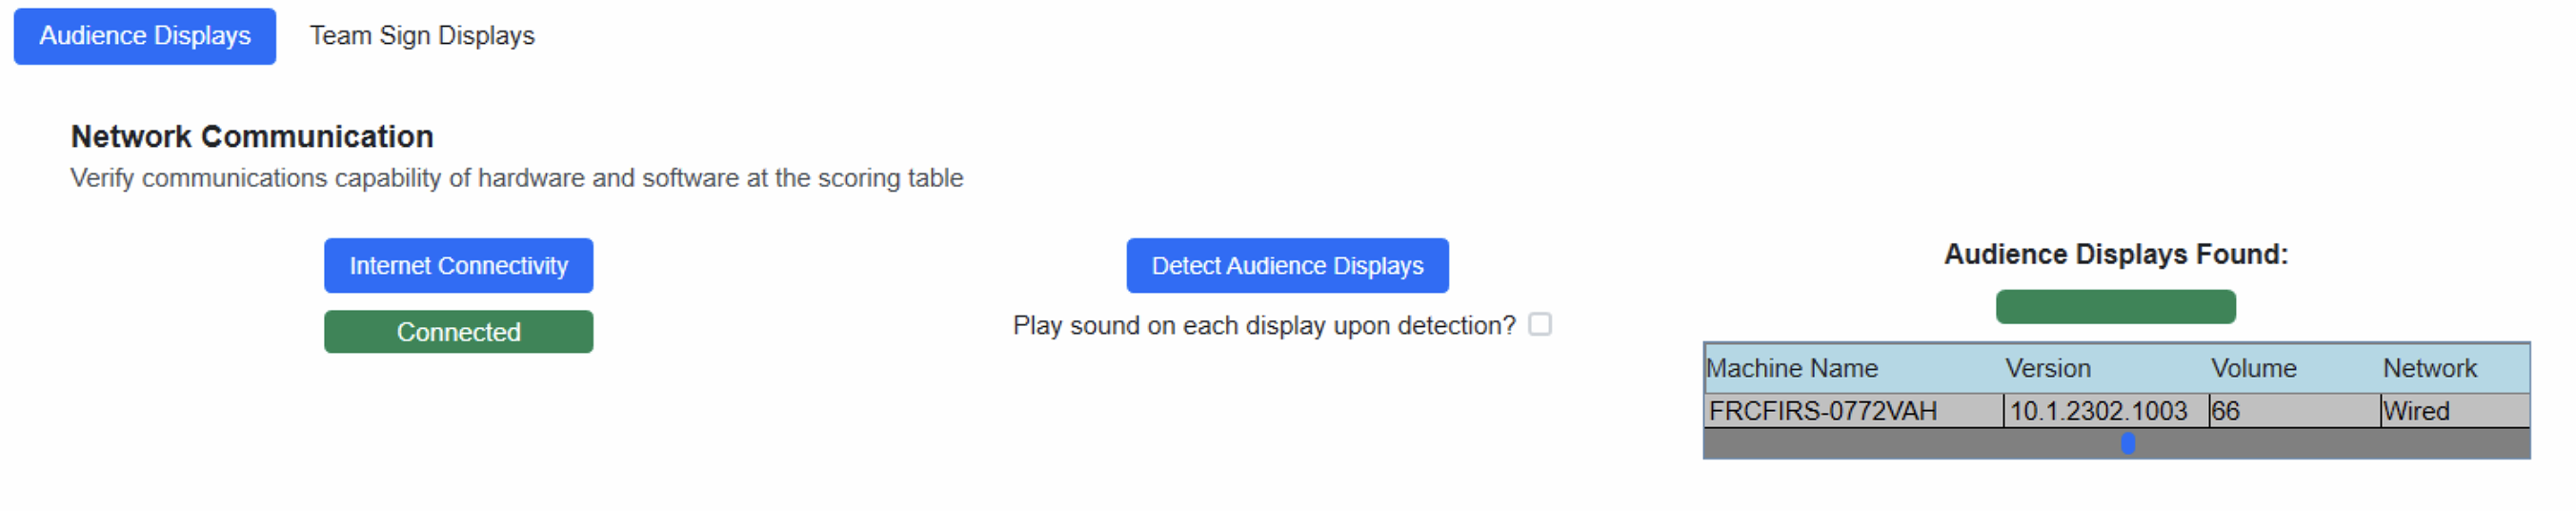 Audience Displays Team Sign Displays
Network Communication
Verify communications capability of hardware and software at the scoring table
Internet Connectivity
Connected
Detect Audience Displays
Play sound on each display upon detection?
Audience Displays Found:
Machine Name Version Volume Network
FRCFIRS-0772VAH 10.1.2302.1003 66 Wired